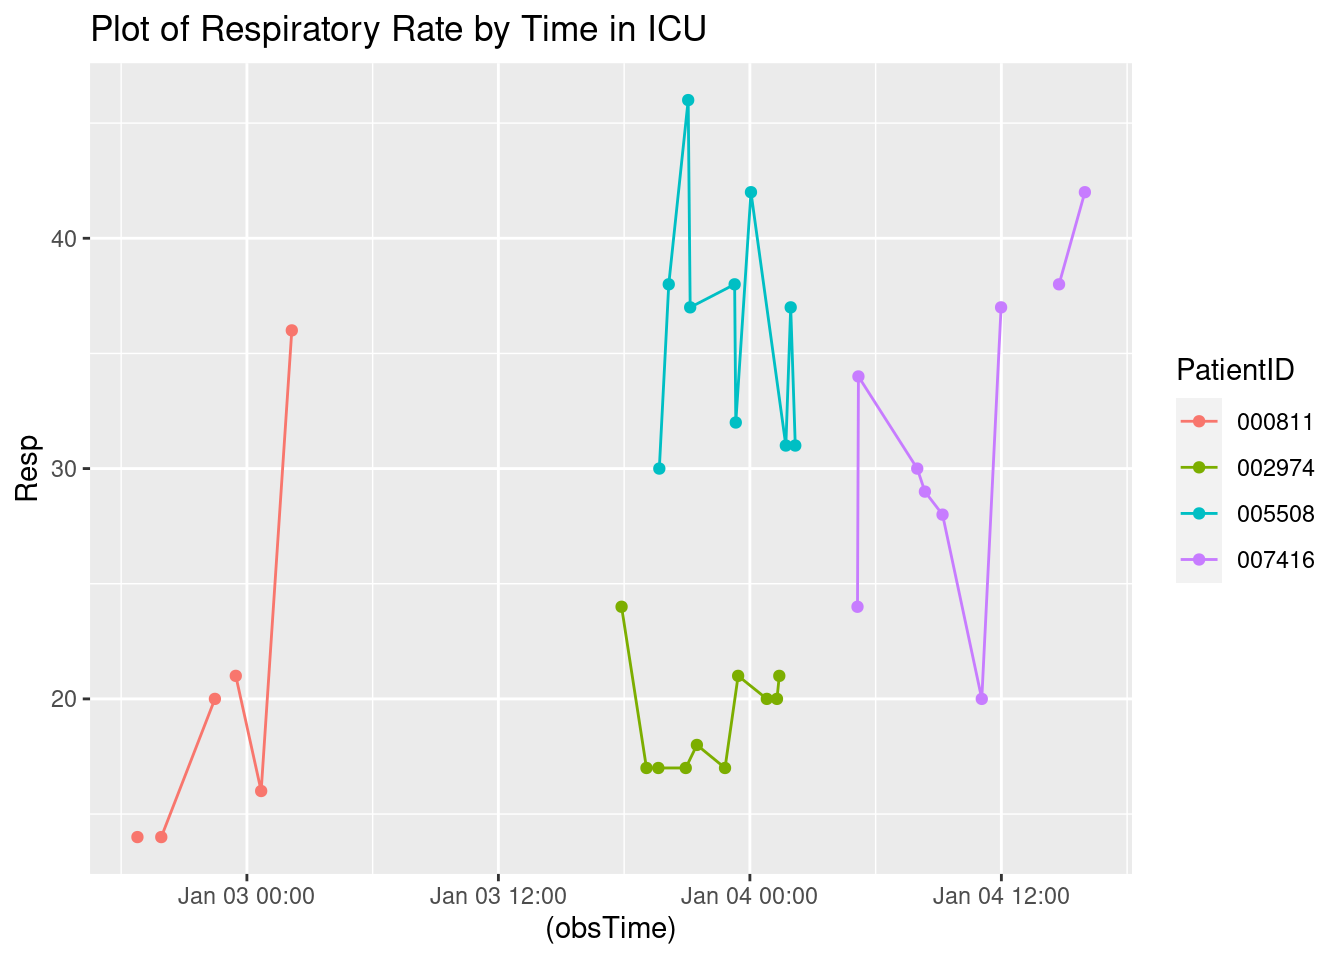 Plot of Respiratory Rate by Time in ICU
Resp
40
30
20
Jan 03 00:00
Jan 03 12:00
Jan 04 00:00
Jan 04 12:00
(obsTime)
PatientID
000811
002974
005508
007416